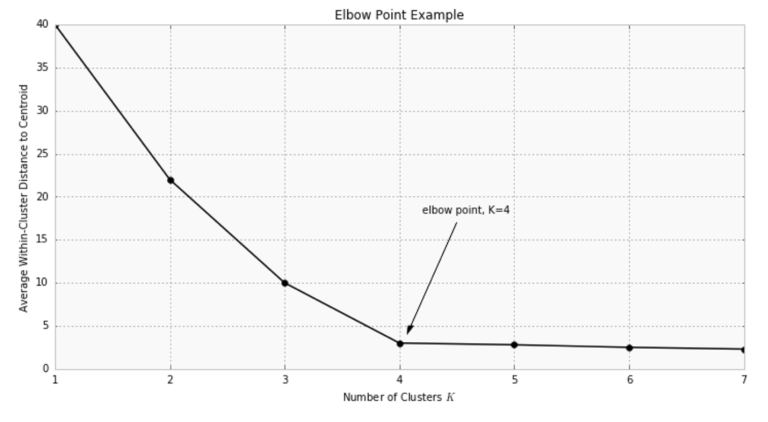 Elbow Point Example
40
35
30
25
20
15
10
5
0
Average Within-Cluster Distance to Centroid
elbow point, K=4
1 2 3 4 5 6 7
Number of Clusters K